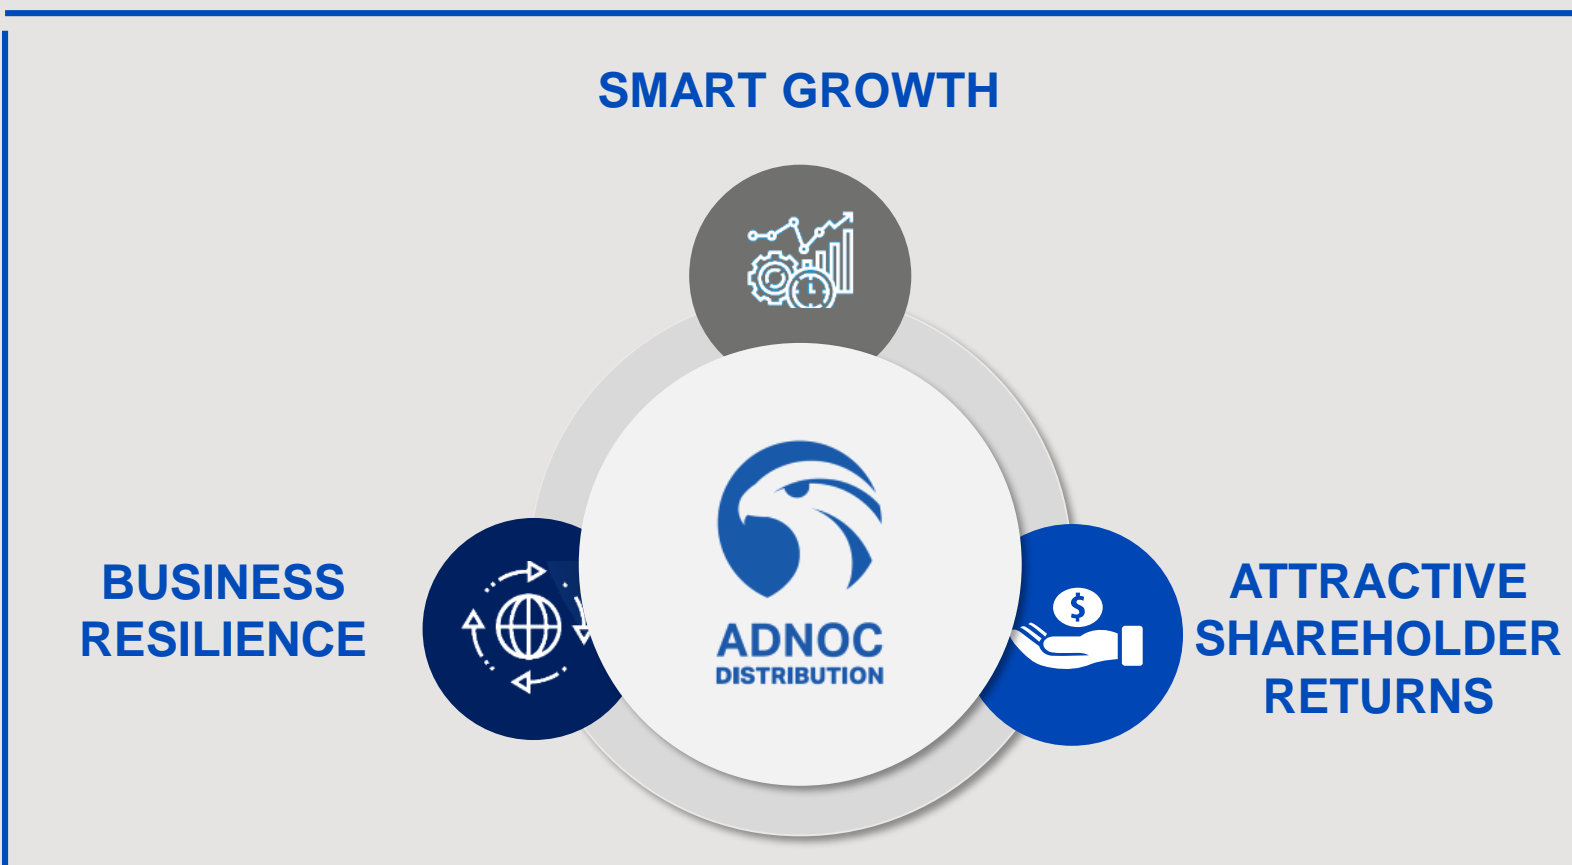 SMART GROWTH
BUSINESS
RESILIENCE
ADNOC
DISTRIBUTION
$
ATTRACTIVE
SHAREHOLDER
RETURNS